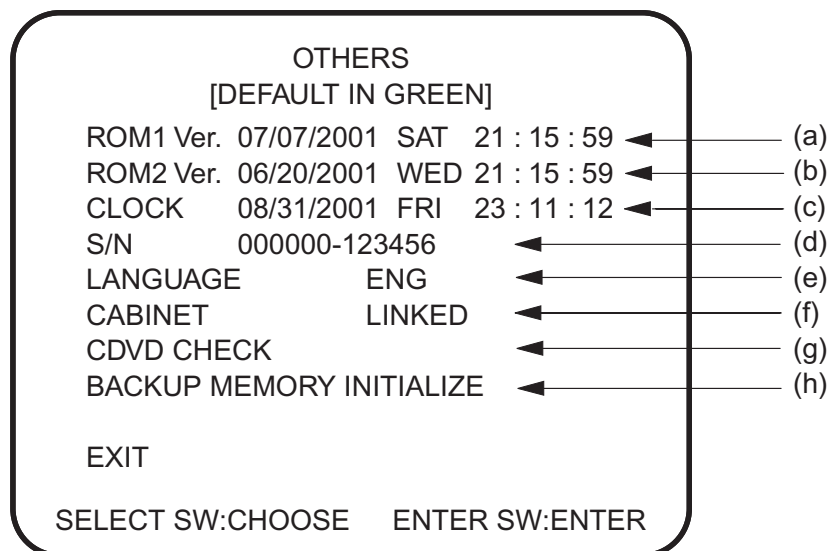 OTHERS
[DEFAULT IN GREEN]
ROM1 Ver. 07/07/2001 SAT 21 : 15 : 59 (a)
ROM2 Ver. 06/20/2001 WED 21 : 15 : 59 (b)
CLOCK 08/31/2001 FRI 23 : 11 : 12 (c)
S/N 000000-123456 (d)
LANGUAGE ENG (e)
CABINET LINKED (f)
CDVD CHECK (g)
BACKUP MEMORY INITIALIZE (h)
EXIT
SELECT SW:CHOOSE ENTER SW:ENTER